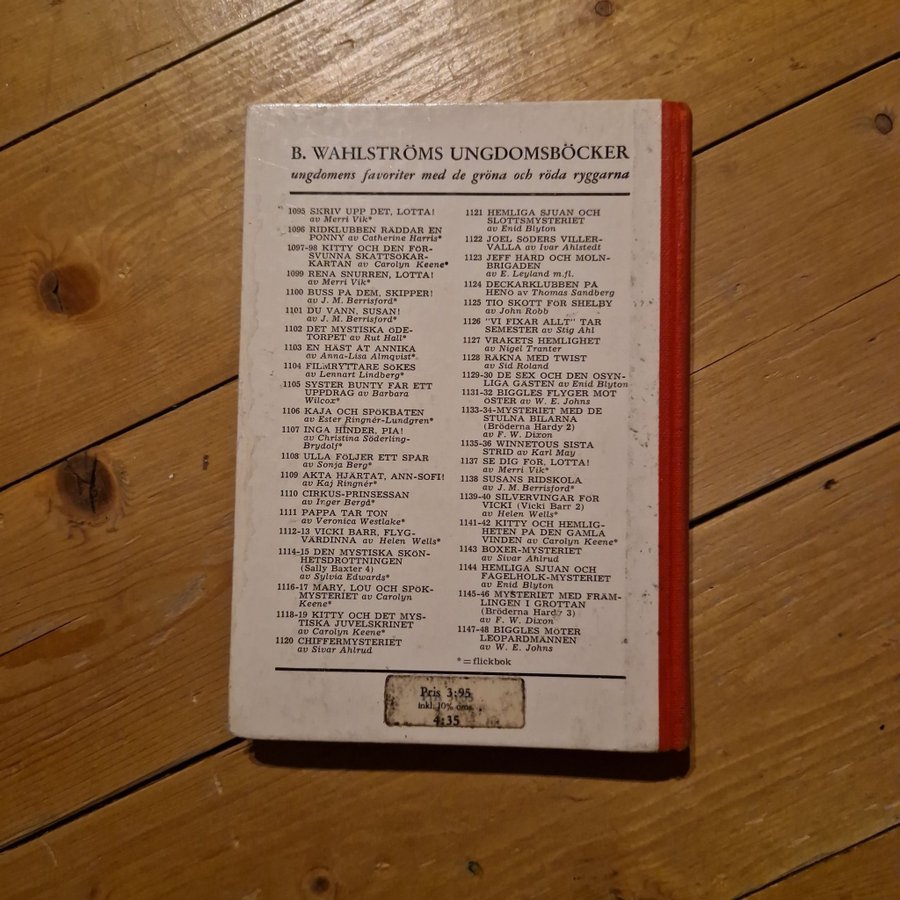 B. WAHLSTRÖMS UNGDOMSBÖCKER
ungdomens favoriter med de gröna och röda ryggarna
1095 SKRIV UPP DET, LOTTA!
av Merri Vik*
1096 RIDKLUBBEN RÄDDAR EN
PONNY av Catherine Harris*
1097-98 KITTY OCH DEN FÖR-
SVUNNA SKATTSÖKAR-
KARTAN av Carolyn Keene*
1099 RENA SNURREN, LOTTA!
av Merri Vik*
1100 BUSS PÅ DEM, SKIPPER!
av J. M. Berrisford*
1101 DU VANN, SUSAN!
av J. M. Berrisford*
1102 DET MYSTISKA ÖDE-
TORPET av Rut Hall*
1103 EN HÄST ÅT ANNIKA
av Anna-Lisa Almqvist*
1104 FILMRYTTARE SÖKES
av Lennart Lindberg*
1105 SYSTER BUNTY FÅR ETT
UPPDRAG av Barbara
Wilcox*
1106 KAJA OCH SPÖKBÅTEN
av Ester Ringnér-Lundgren*
1107 INGA HINDER, PIA!
av Christina Söderling-
Brydolf*
1108 ULLA FÖLJER ETT SPÅR
av Sonja Berg*
1109 AKTA HJÄRTAT, ANN-SOFI!
av Kaj Ringnér*
1110 CIRKUS-PRINSESSAN
av Inger Bergå*
1111 PAPPA TAR TON
av Veronica Westlake*
1112-13 VICKI BARR, FLYG-
VÄRDINNA av Helen Wells*
1114-15 DEN MYSTISKA SKÖN-
HETSDROTTNINGEN
(Sally Baxter 4)
av Sylvia Edwards*
1116-17 MARY, LOU OCH SPÖK-
MYSTERIET av Carolyn
Keene*
1118-19 KITTY OCH DET MYS-
TISKA JUVELSKRINET
av Carolyn Keene*
1120 CHIFFERMYSTERIET
av Sivar Ahlrud
1121 HEMLIGA SJUAN OCH
SLOTTSMYSTERIET
av Enid Blyton
1122 JOEL SÖDERS VILLER-
VALLA av Ivar Ahlstedt
1123 JEFF HARD OCH MOLN-
BRIGADEN
av E. Leyland m.fl.
1124 DECKARKLUBBEN PÅ
HENÖ av Thomas Sandberg
1125 TIO SKOTT FÖR SHELBY
av John Robb
1126 "VI FIXAR ALLT" TAR
SEMESTER av Stig Ahl
1127 VRAKETS HEMLIGHET
av Nigel Tranter
1128 RÄKNA MED TWIST
av Sid Roland
1129-30 DE SEX OCH DEN OSYN-
LIGA GÄSTEN av Enid Blyton
1131-32 BIGGLES FLYGER MOT
ÖSTER av W. E. Johns
1133-34 MYSTERIET MED DE
STULNA BILARNA
(Bröderna Hardy 2)
av F. W. Dixon
1135-36 WINNETOUS SISTA
STRID av Karl May
1137 SE DIG FÖR, LOTTA!
av Merri Vik*
1138 SUSANS RIDSKOLA
av J. M. Berrisford*
1139-40 SILVERVINGAR FÖR
VICKI (Vicki Barr 2)
av Helen Wells*
1141-42 KITTY OCH HEMLIG-
HETEN PÅ DEN GAMLA
VINDEN av Carolyn Keene*
1143 BOXER-MYSTERIET
av Sivar Ahlrud
1144 HEMLIGA SJUAN OCH
FÅGELHOLK-MYSTERIET
av Enid Blyton
1145-46 MYSTERIET MED FRÄM-
LINGEN I GROTTAN
(Bröderna Hardy 3)
av F. W. Dixon
1147-48 BIGGLES MÖTER
LEOPARDMÄNNEN
av W. E. Johns
* = flickbok
Pris 3:95
inkl. 10% oms.
4:35